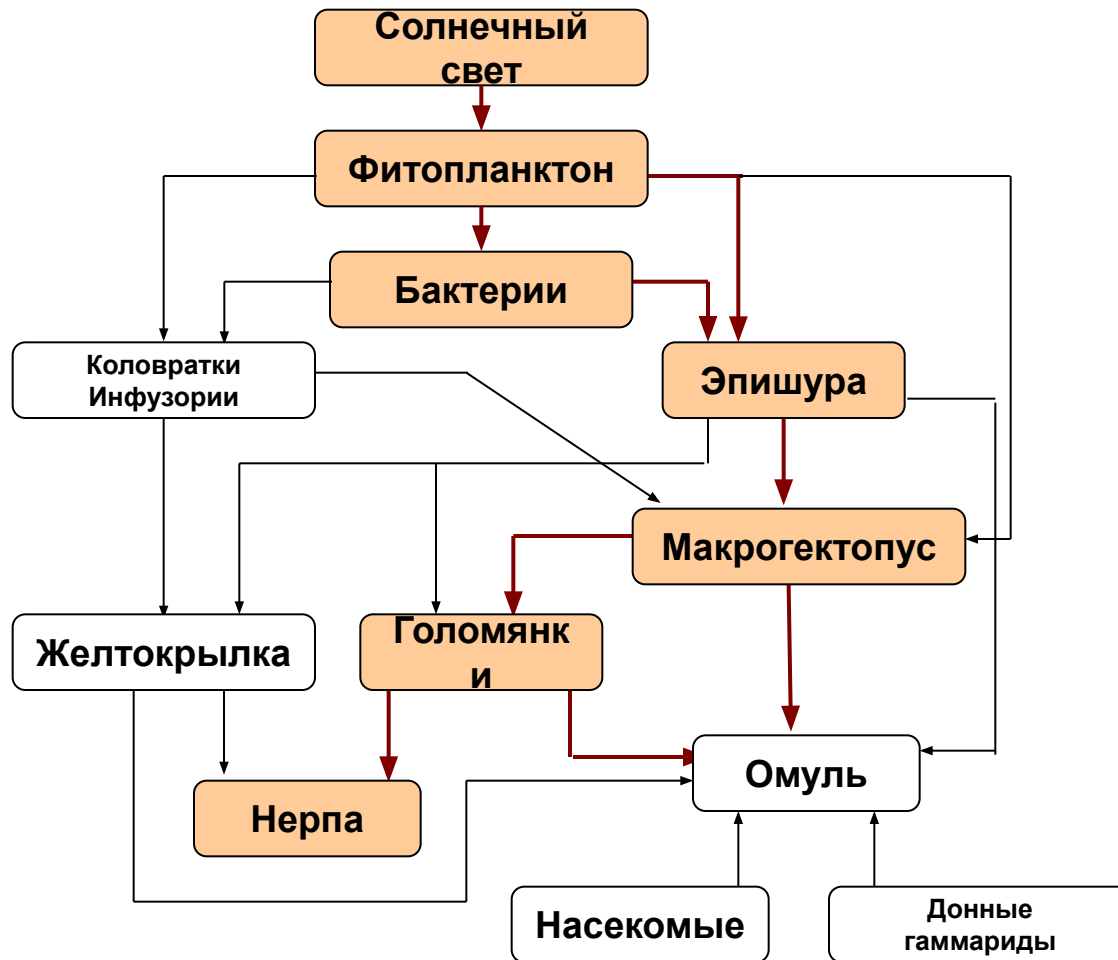 Солнечный
свет
Фитопланктон
Бактерии
Коловратки
Инфузории
Эпишура
Макрогектопус
Желтокрылка
Голомянк
и
Омуль
Нерпа
Насекомые
Донные
гаммариды